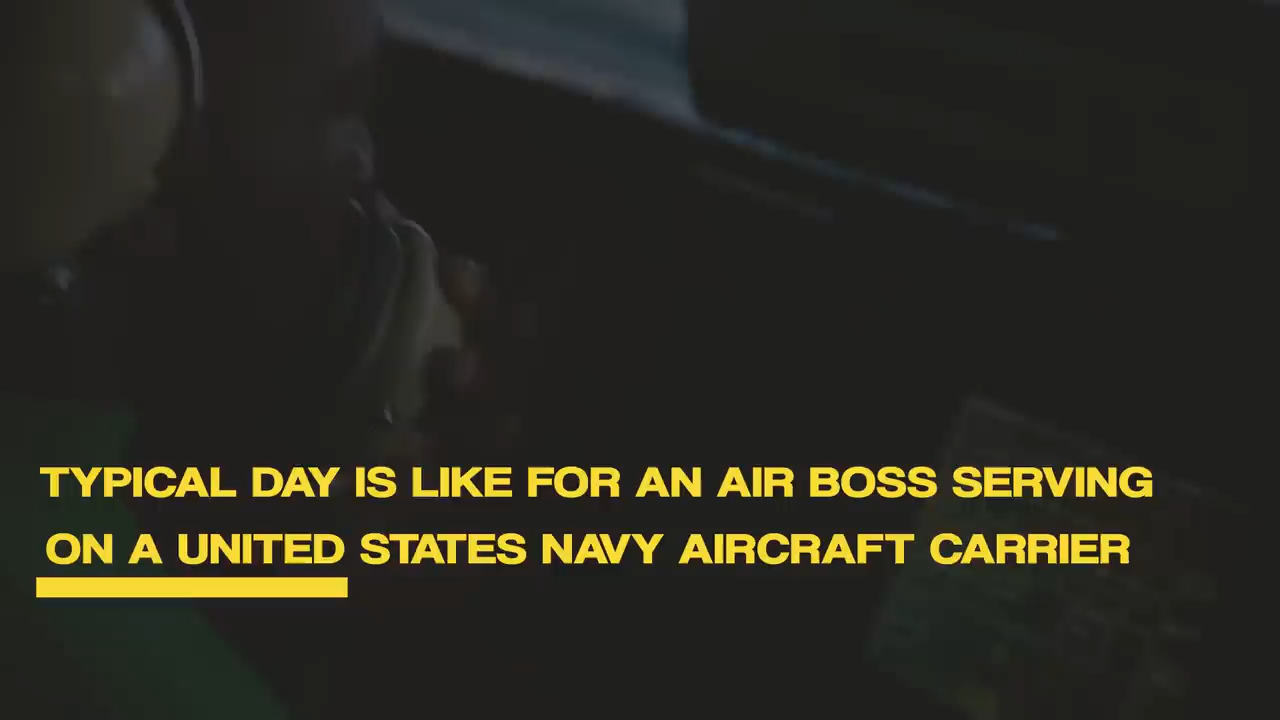 TYPICAL DAY IS LIKE FOR AN AIR BOSS SERVING
ON A UNITED STATES NAVY AIRCRAFT CARRIER